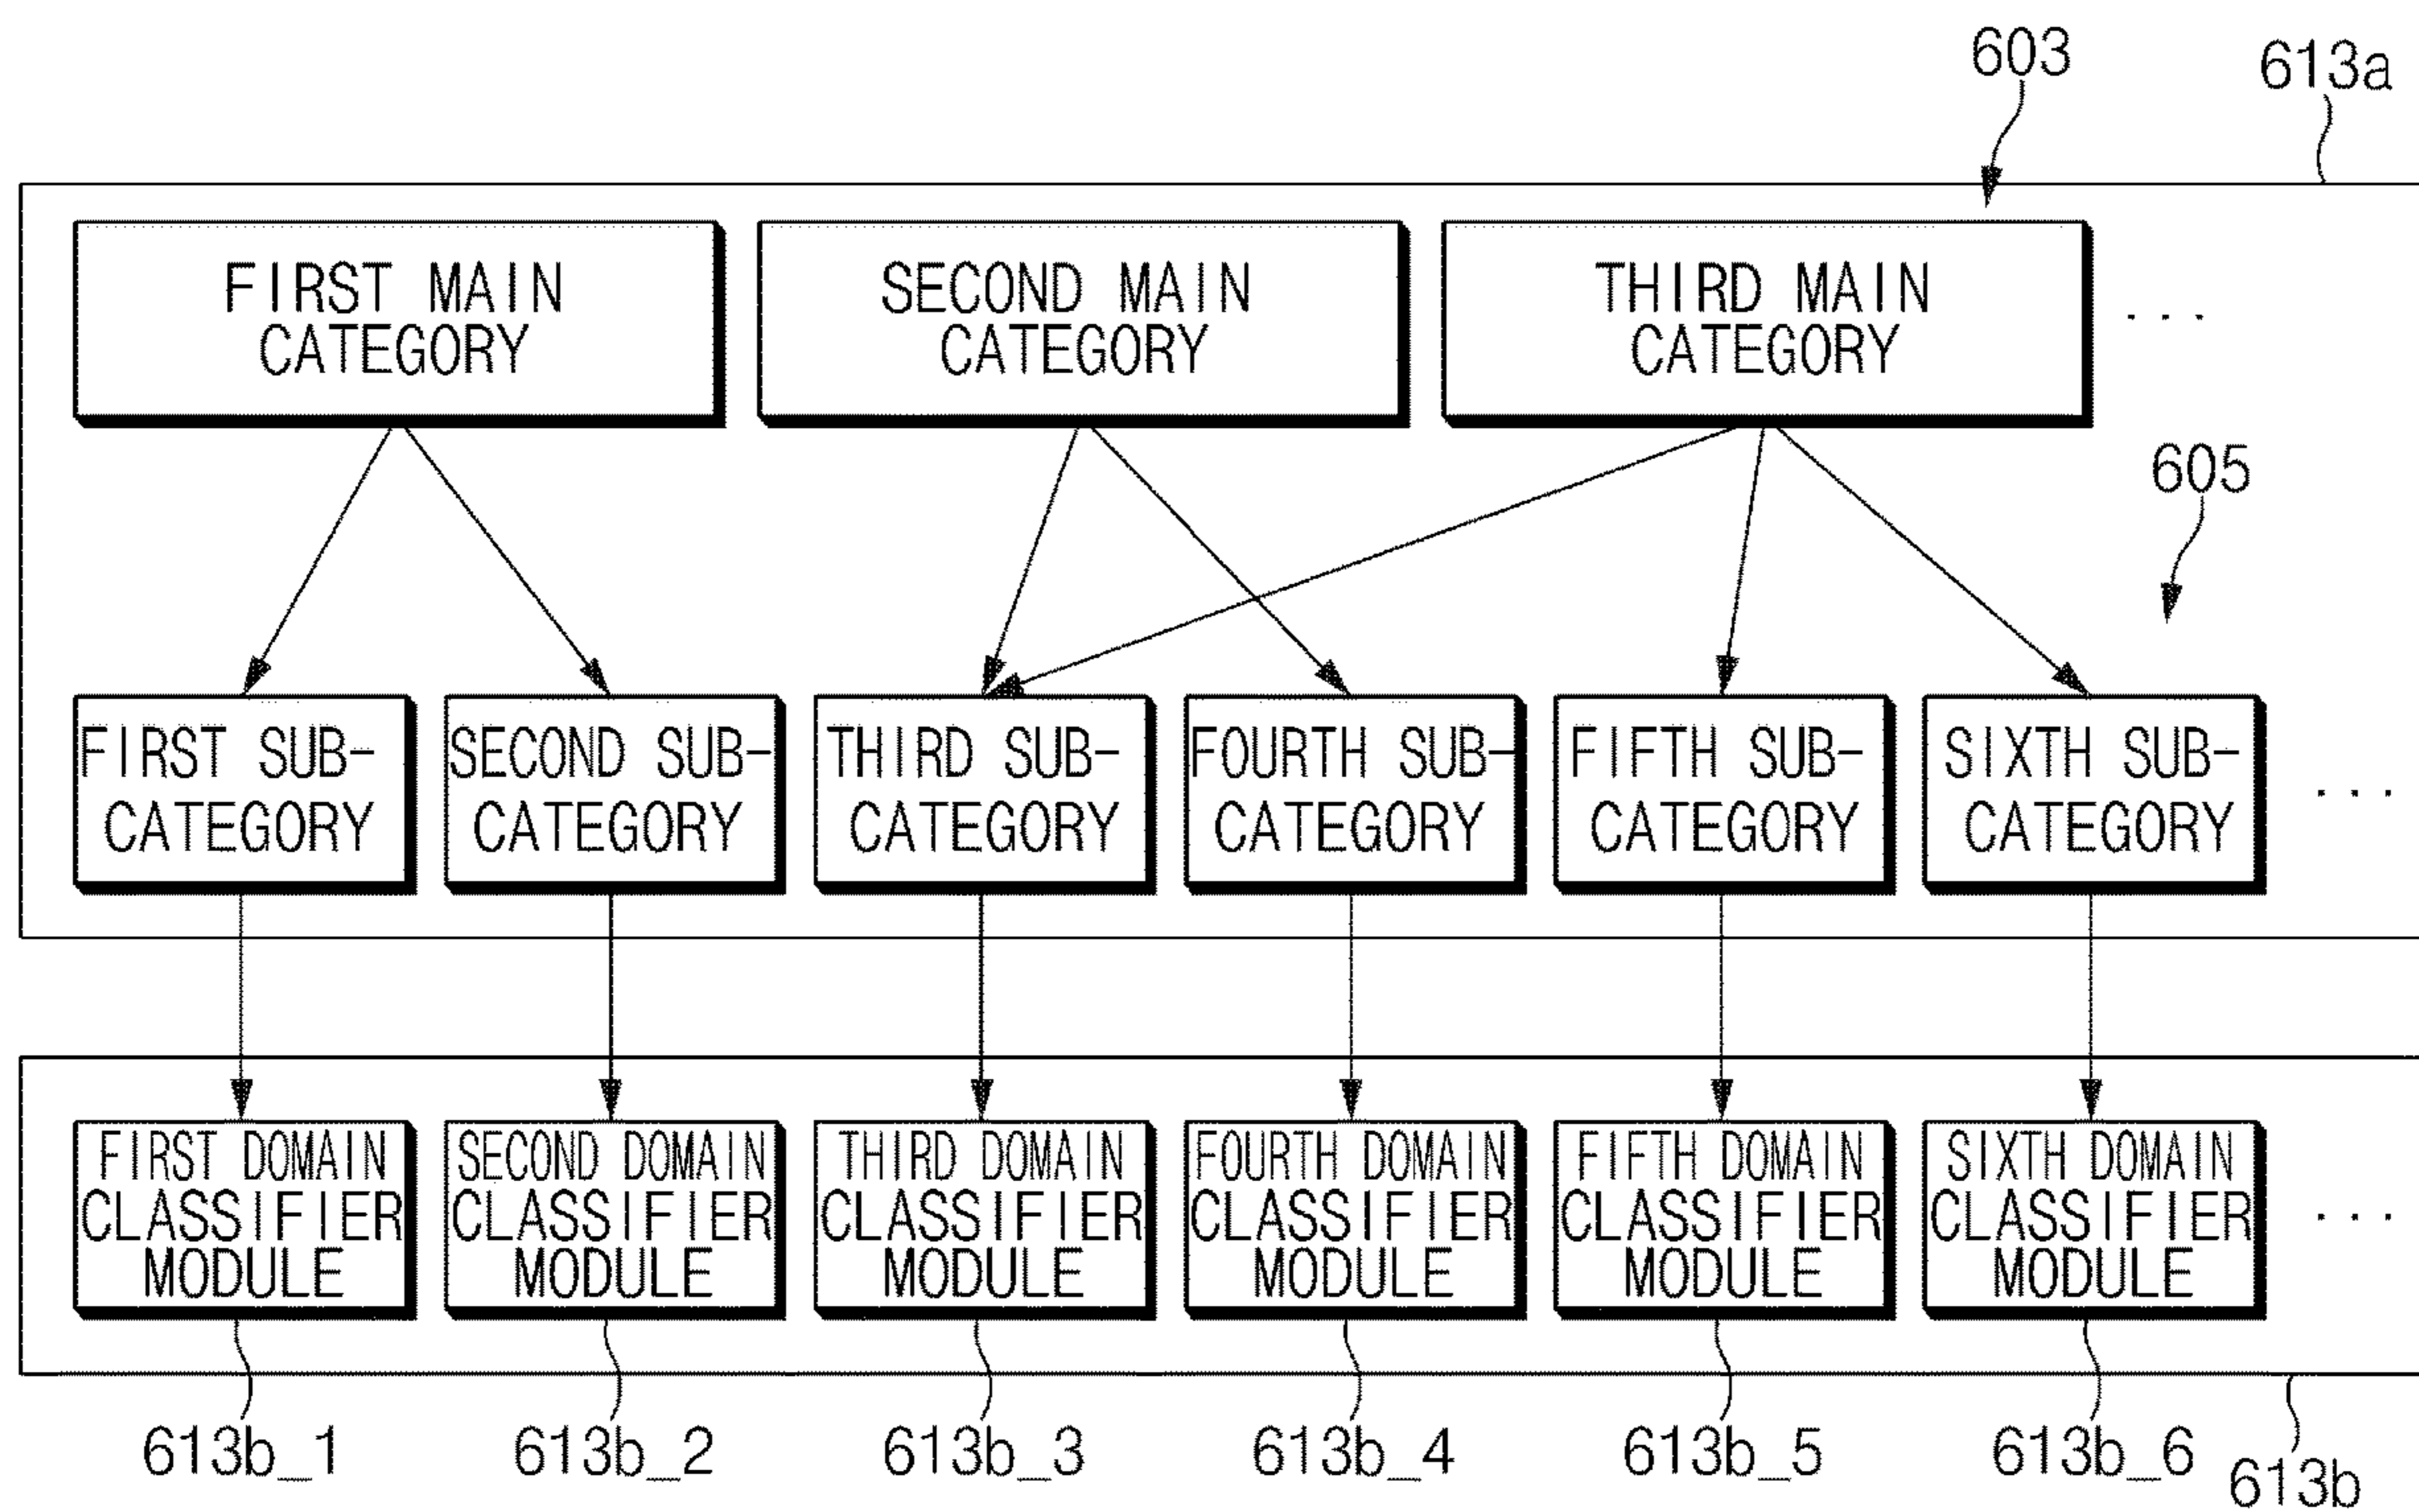 603
613a
FIRST MAIN
CATEGORY
SECOND MAIN
CATEGORY
THIRD MAIN
CATEGORY
...
605
FIRST SUB-
CATEGORY
SECOND SUB-
CATEGORY
THIRD SUB-
CATEGORY
FOURTH SUB-
CATEGORY
FIFTH SUB-
CATEGORY
SIXTH SUB-
CATEGORY
...
FIRST DOMAIN
CLASSIFIER
MODULE
SECOND DOMAIN
CLASSIFIER
MODULE
THIRD DOMAIN
CLASSIFIER
MODULE
FOURTH DOMAIN
CLASSIFIER
MODULE
FIFTH DOMAIN
CLASSIFIER
MODULE
SIXTH DOMAIN
CLASSIFIER
MODULE
...
613b_1
613b_2
613b_3
613b_4
613b_5
613b_6
613b